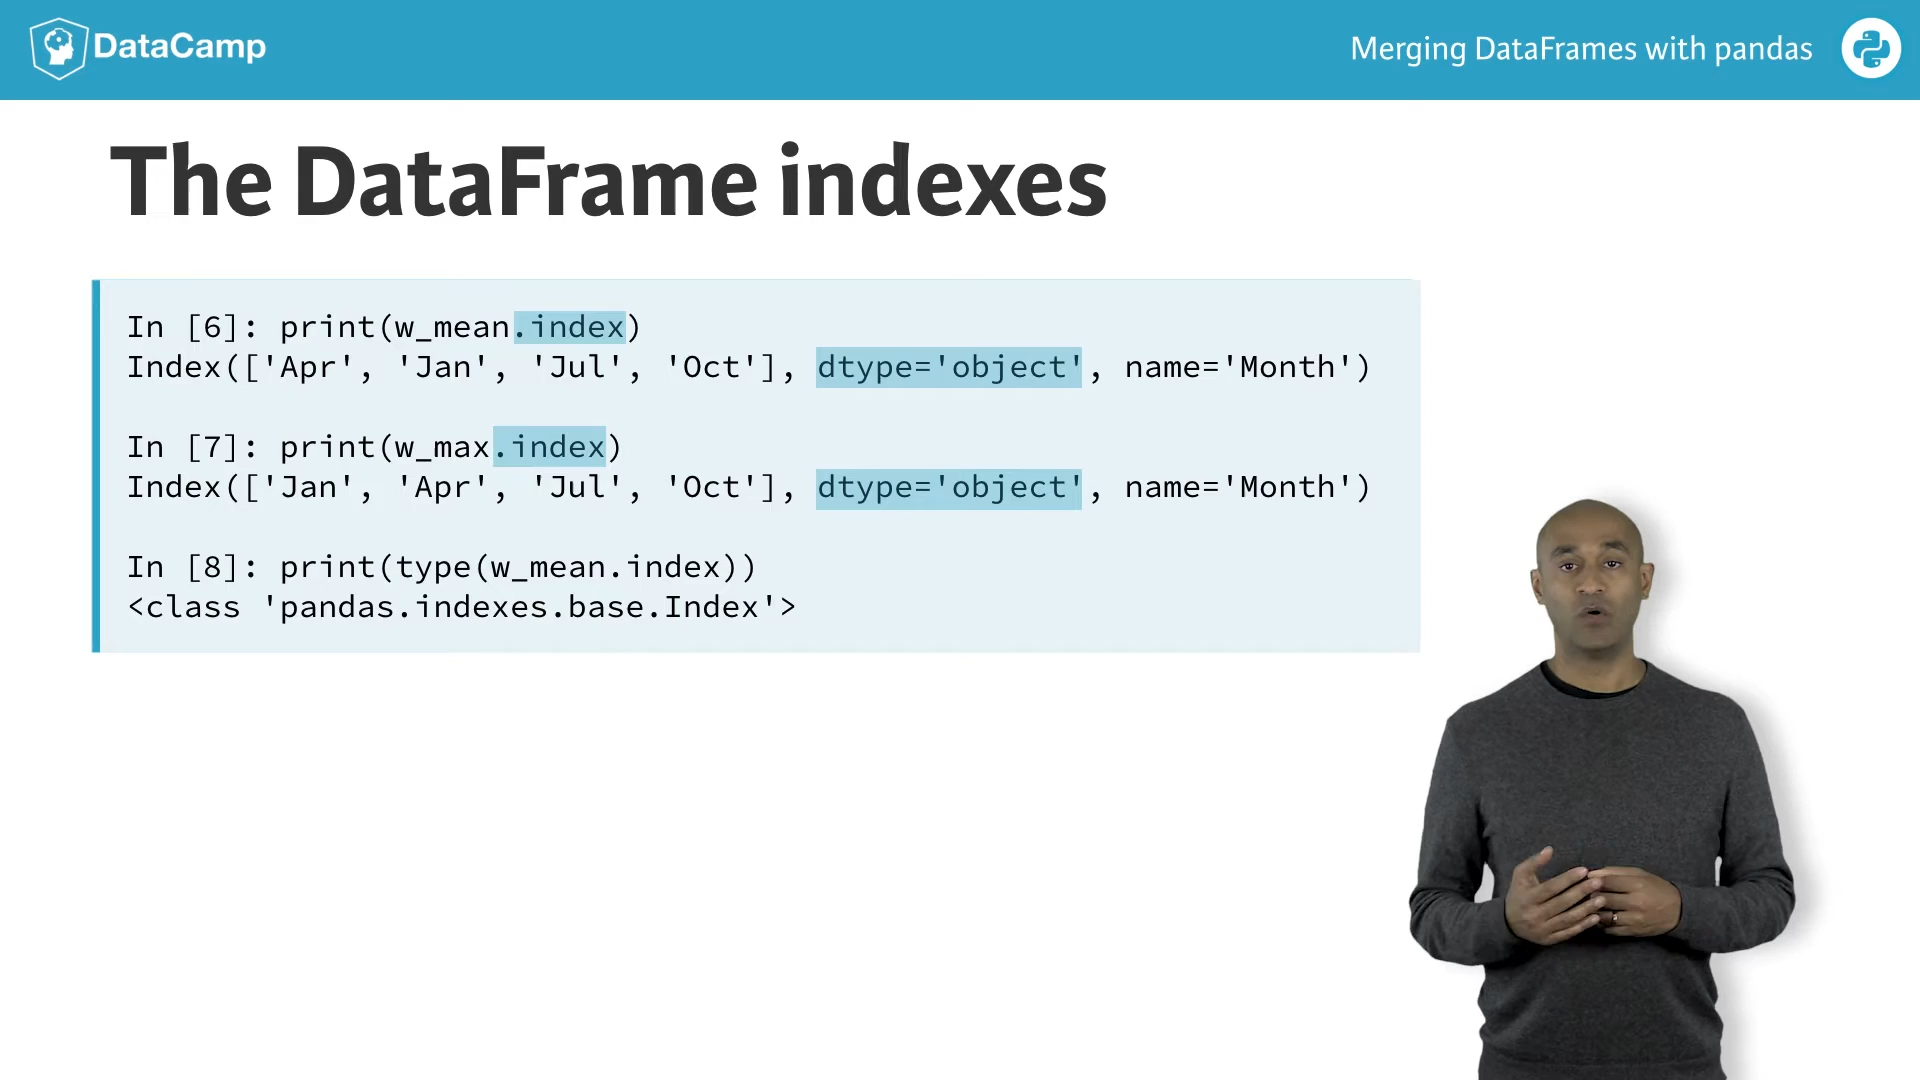 DataCamp
Merging DataFrames with pandas
The DataFrame indexes
In [6]: print(w_mean.index)
Index(['Apr', 'Jan', 'Jul', 'Oct'], dtype='object', name='Month')
In [7]: print(w_max.index)
Index(['Jan', 'Apr', 'Jul', 'Oct'], dtype='object', name='Month')
In [8]: print(type(w_mean.index))
<class 'pandas.indexes.base.Index'>